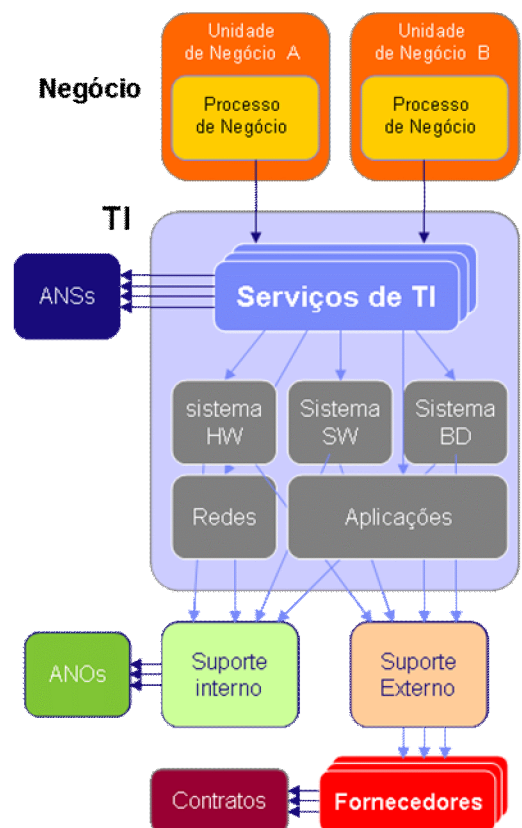 Unidade
de Negócio A
Unidade
de Negócio B
Negócio
Processo
de Negócio
Processo
de Negócio
TI
ANSs
Serviços de TI
sistema
HW
Sistema
SW
Sistema
BD
Redes
Aplicações
ANOs
Suporte
interno
Suporte
Externo
Contratos
Fornecedores